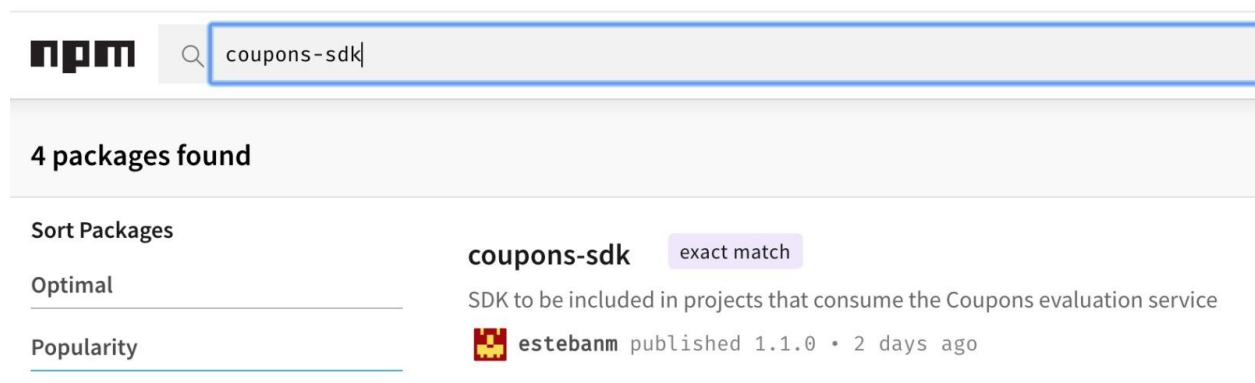 npm
coupons-sdk
4 packages found
Sort Packages
Optimal
Popularity
coupons-sdk exact match
SDK to be included in projects that consume the Coupons evaluation service
estebanm published 1.1.0 • 2 days ago